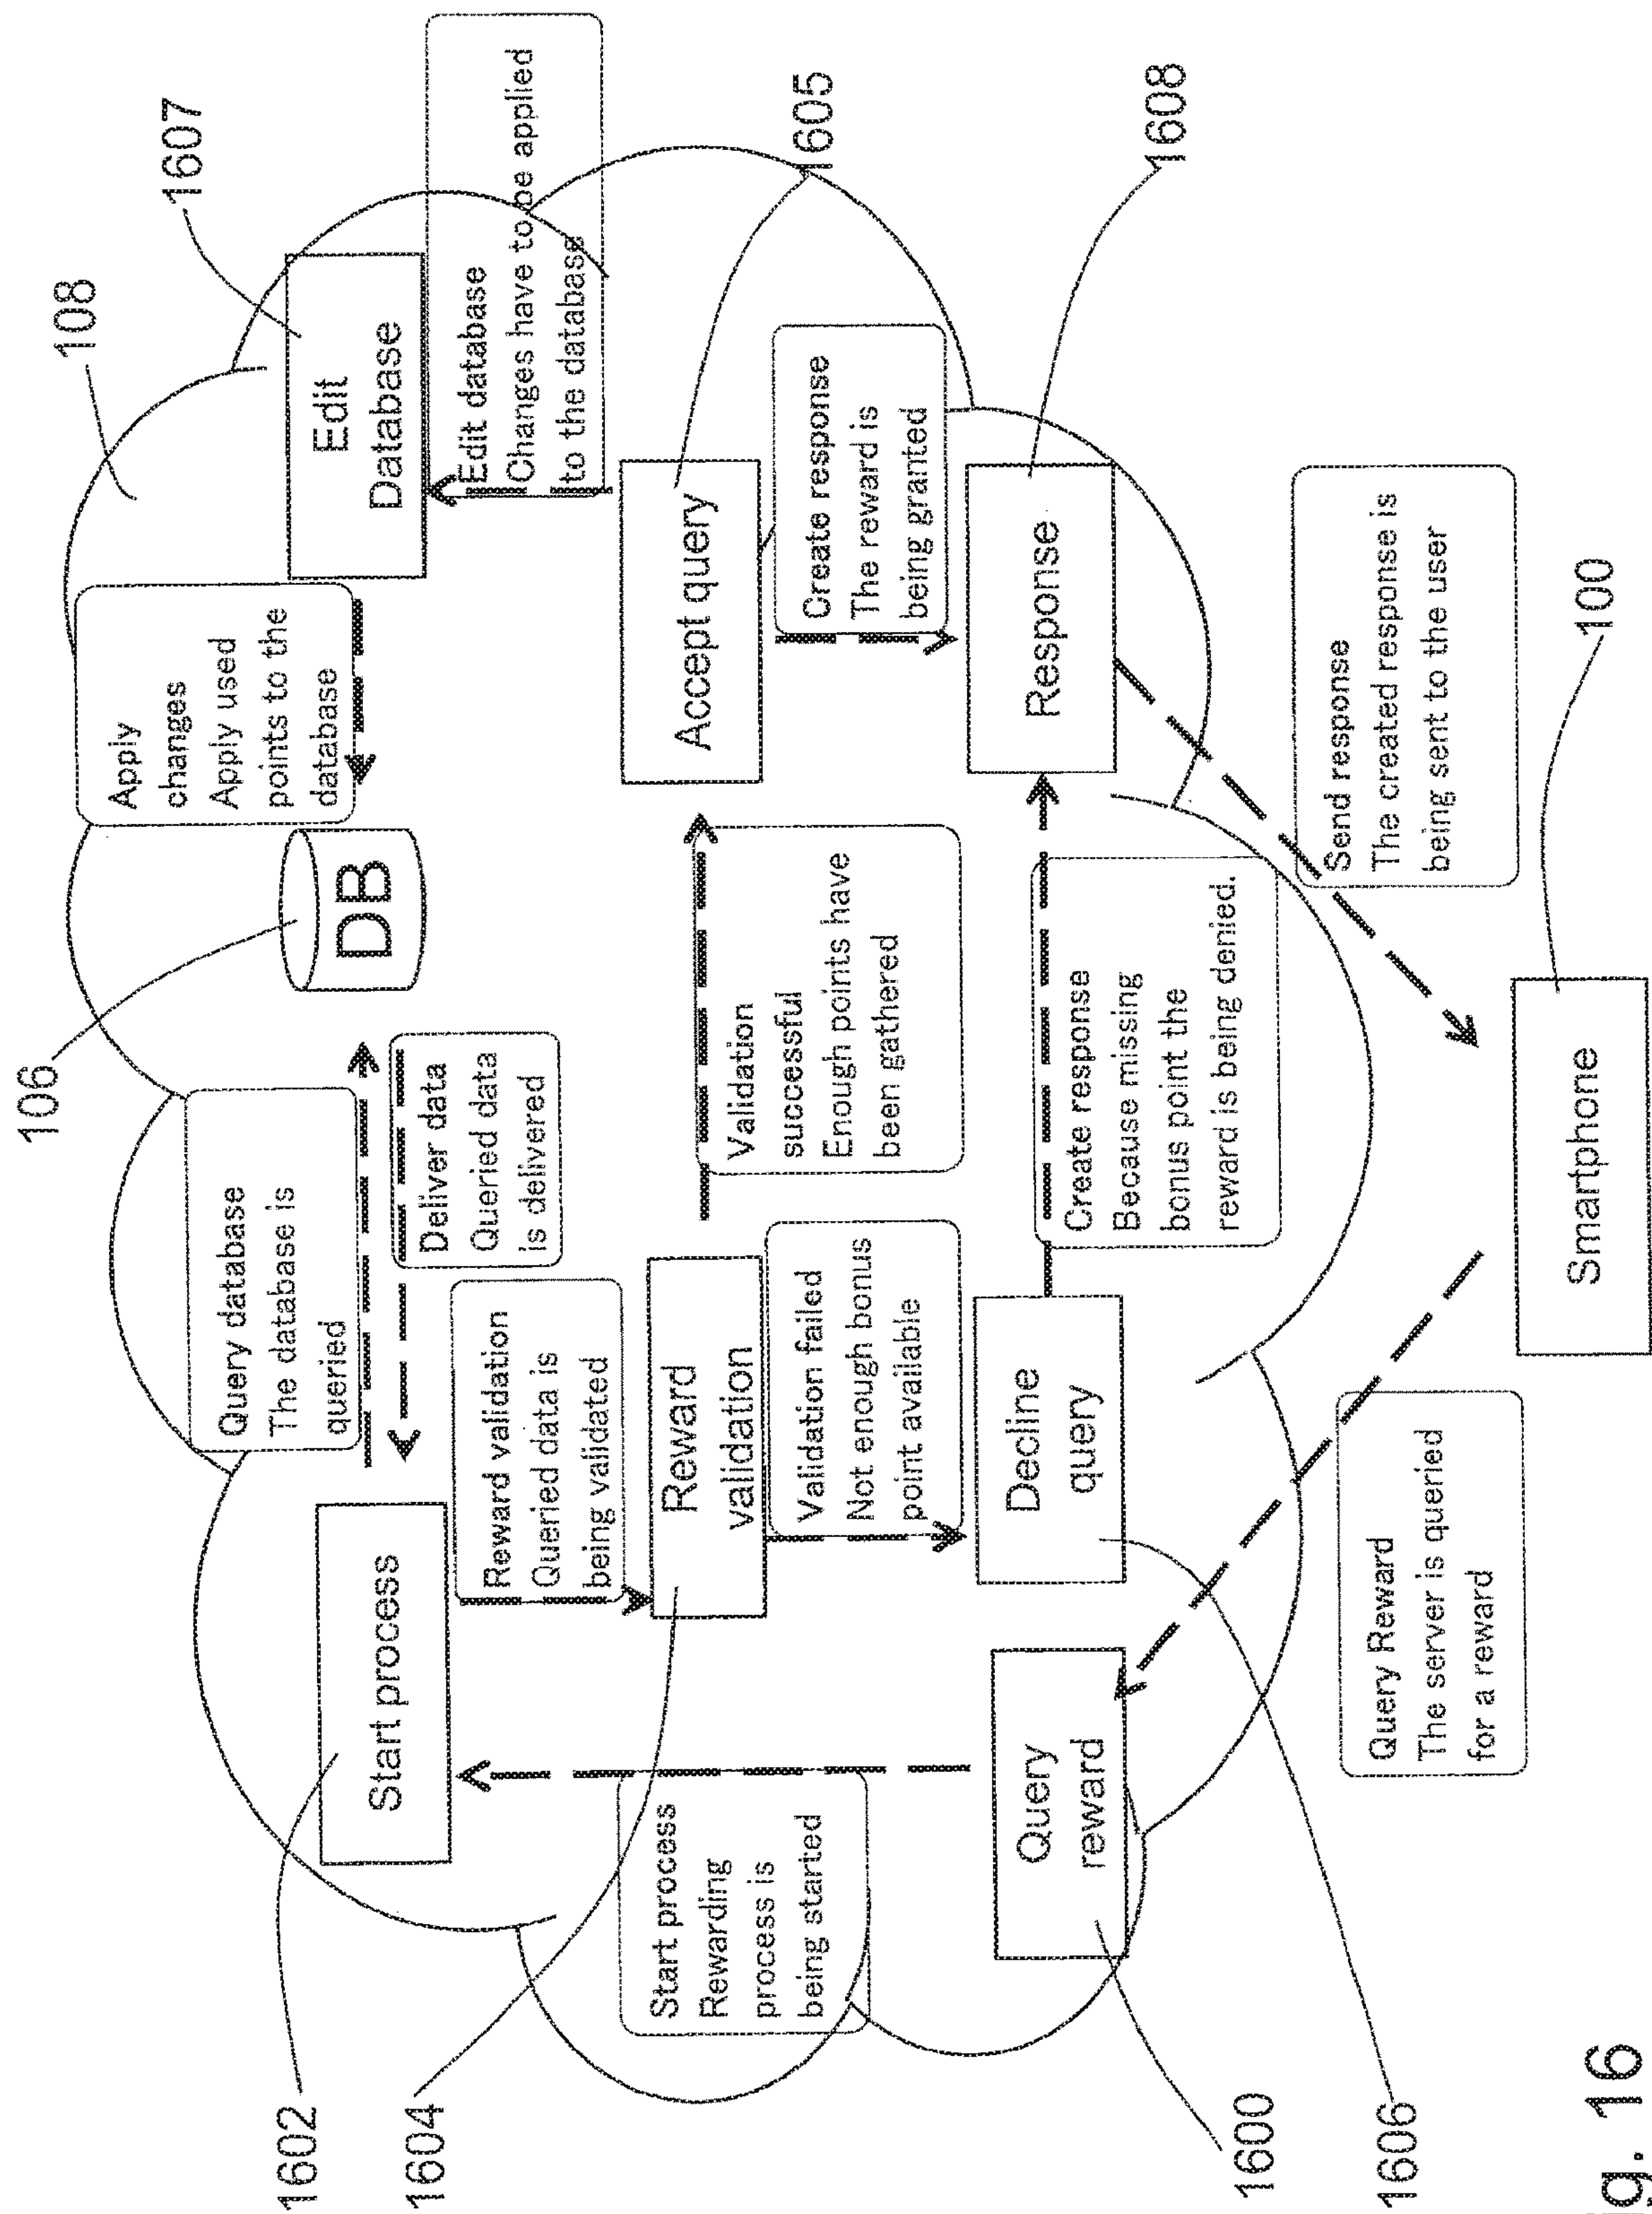 108
1607
106
1602
1604
Apply
changes
Apply used
points to the
database
Edit
Database
Edit database
Changes have to be applied
to the database
1605
DB
Query database
The database is
queried
Deliver data
Queried data
is delivered
Start process
Reward validation
Queried data is
being validated
Reward
validation
Validation
successful
Enough points have
been gathered
Accept query
Create response
The reward is
being granted
1608
Start process
Rewarding
process is
being started
Validation failed
Not enough bonus
point available
Query
reward
Decline
query
Create response
Because missing
bonus point the
reward is being denied.
Response
1600
1606
Query Reward
The server is queried
for a reward
Send response
The created response is
being sent to the user
Smartphone
100
16